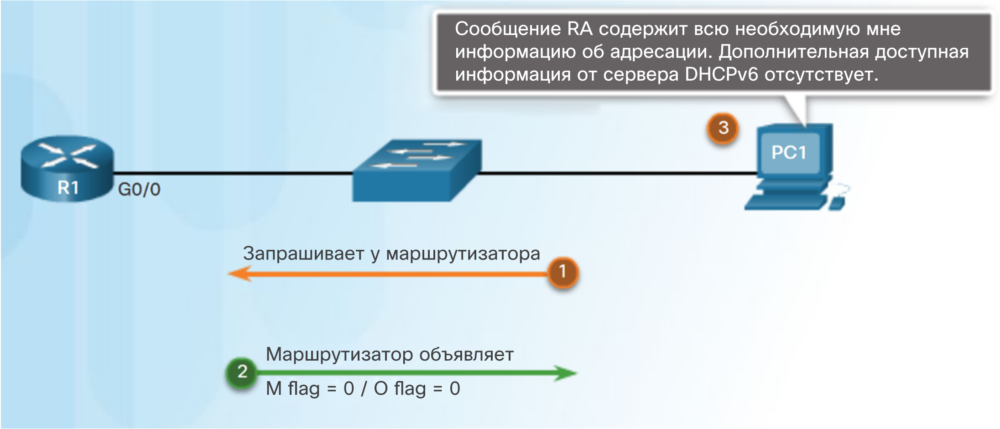 Сообщение RA содержит всю необходимую мне
информацию об адресации. Дополнительная доступная
информация от сервера DHCPv6 отсутствует.
3
PC1
R1
G0/0
Запрашивает у маршрутизатора
1
Маршрутизатор объявляет
2
M flag = 0 / O flag = 0